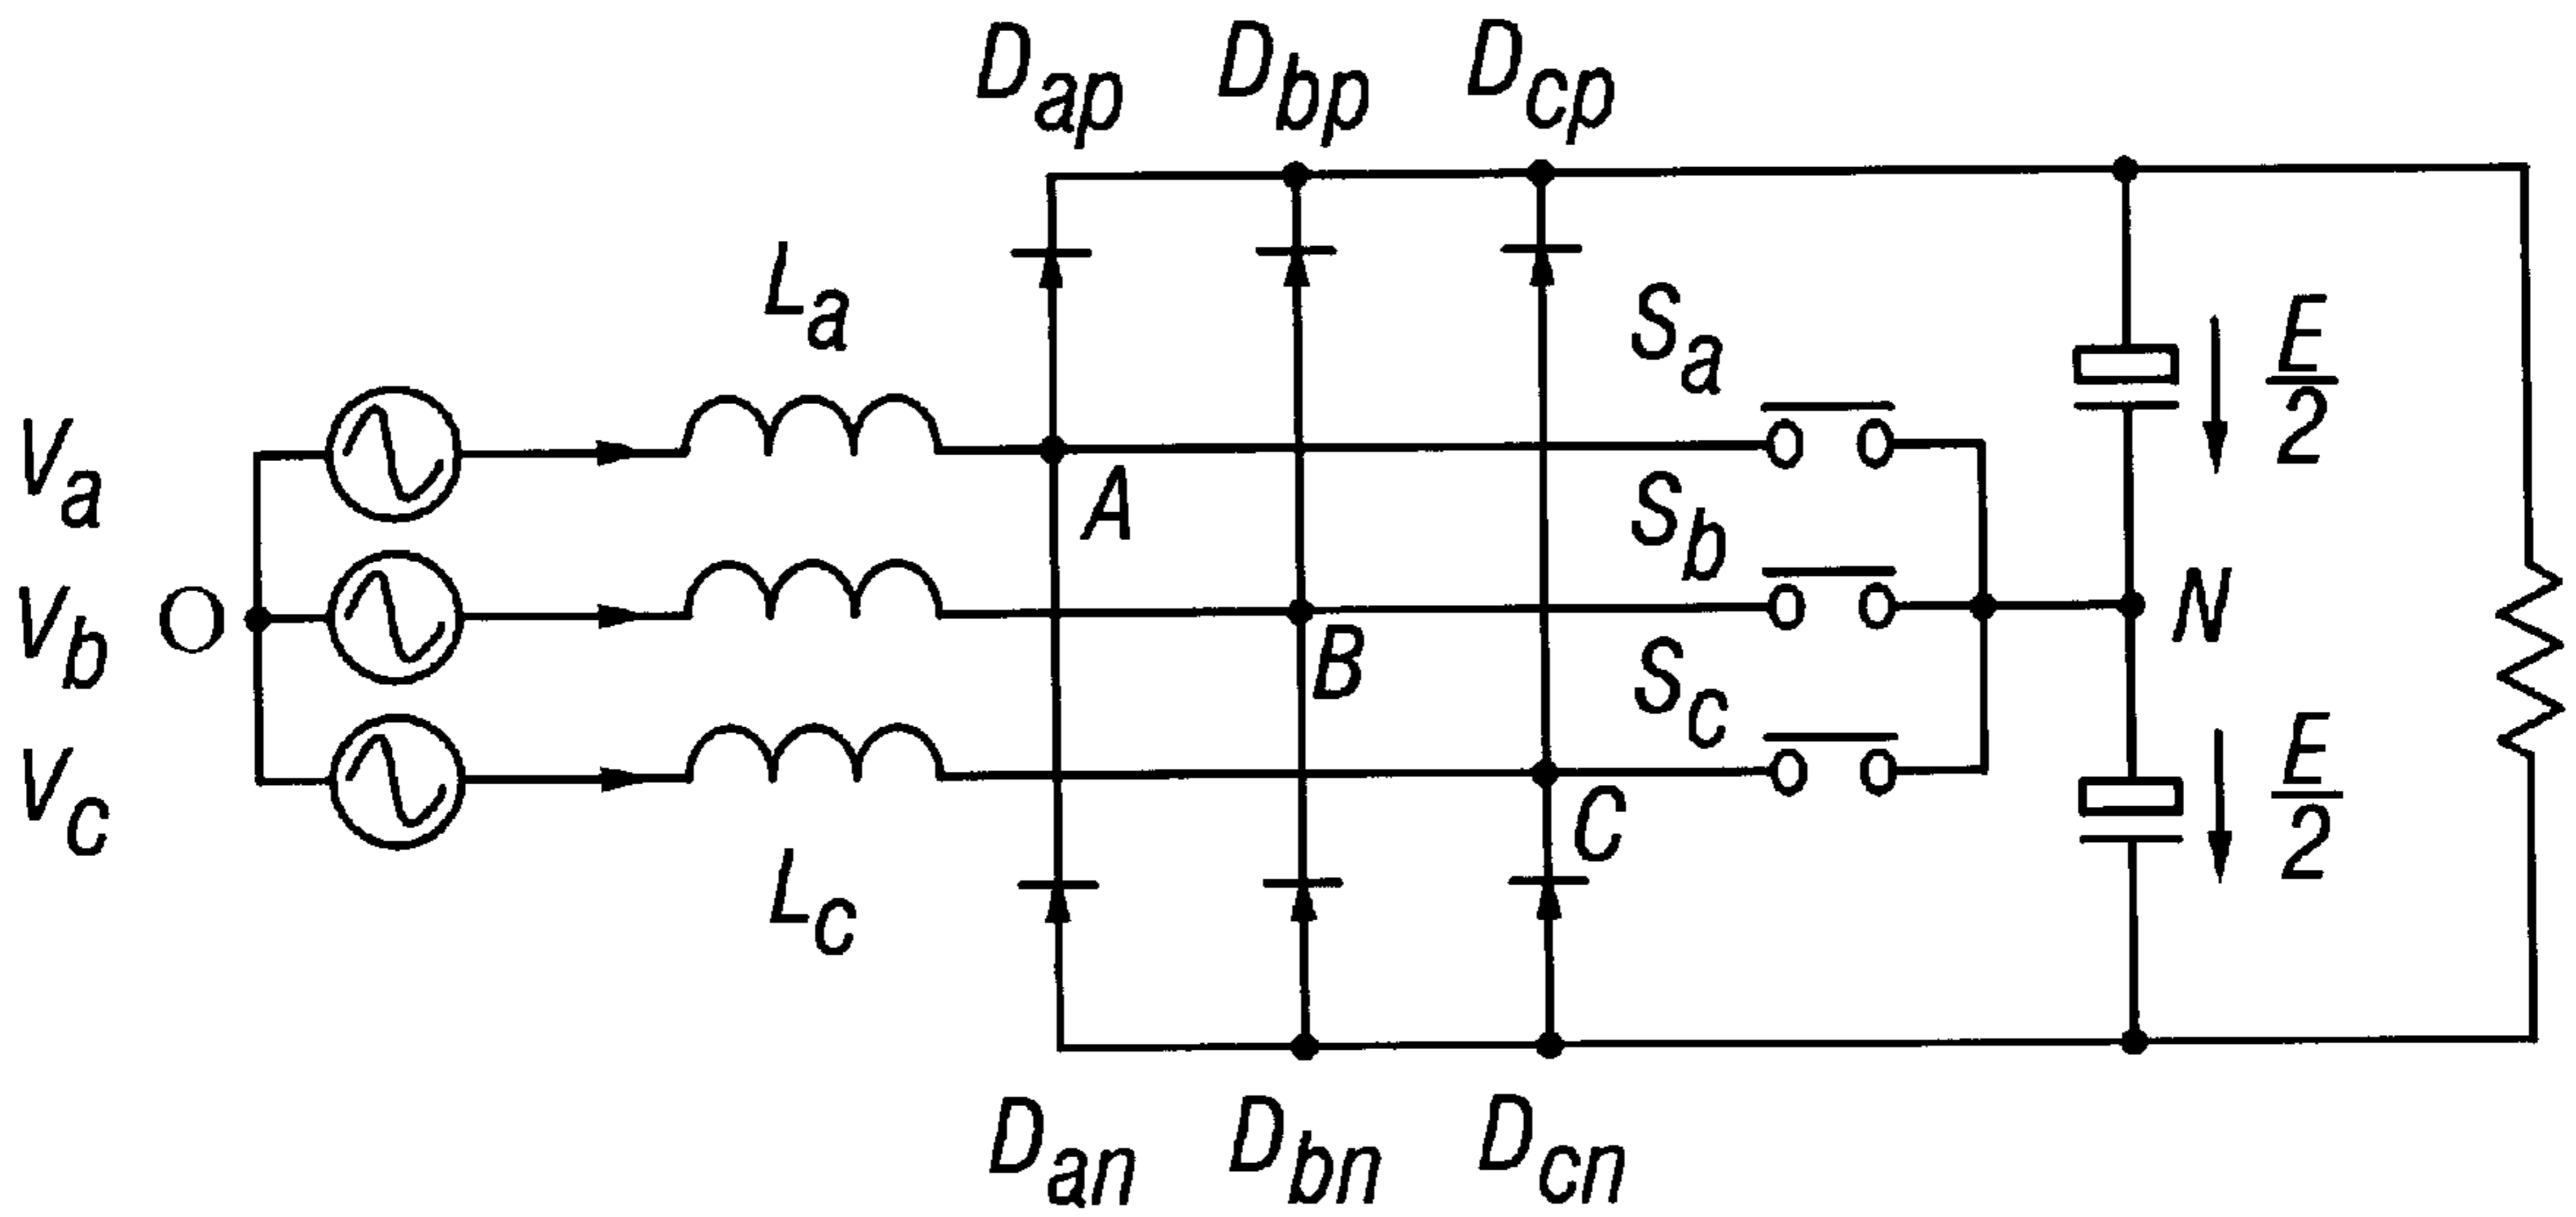 Dap Dbp Dcp
La
Sa
E/2
Va
A
Sb
O
Vb
N
B
Sc
Vc
C
E/2
Lc
Dan Dbn Dcn